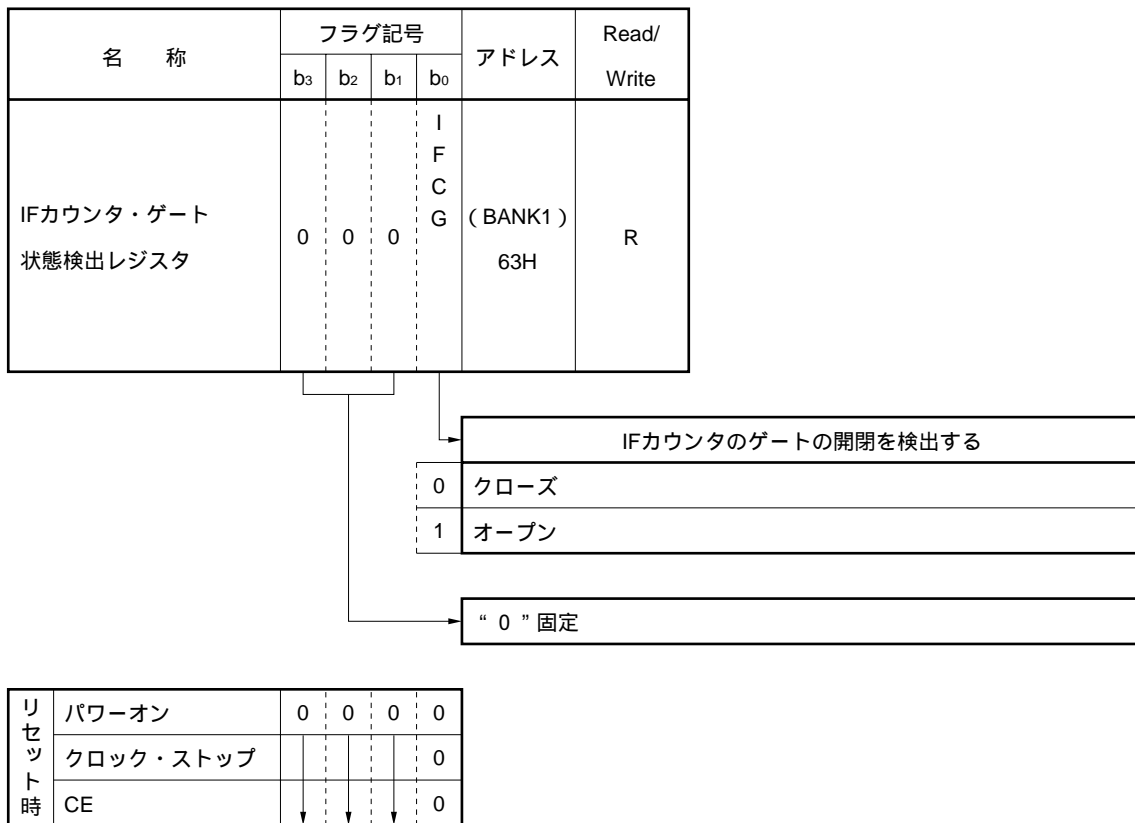 名　称
フラグ記号
アドレス
Read/
Write
b3 b2 b1 b0
IFカウンタ・ゲート
状態検出レジスタ
0 0 0
I
F
C
G
（BANK1）
63H
R
IFカウンタのゲートの開閉を検出する
0 クローズ
1 オープン
“ 0 ”固定
リセット時
パワーオン 0 0 0 0
クロック・ストップ 0
CE 0